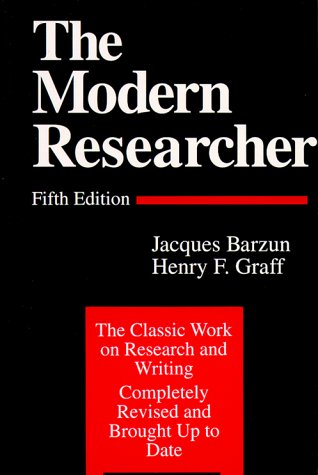 The
Modern
Researcher
Fifth Edition
Jacques Barzun
Henry F. Graff
The Classic Work
on Research and
Writing
Completely
Revised and
Brought Up to
Date